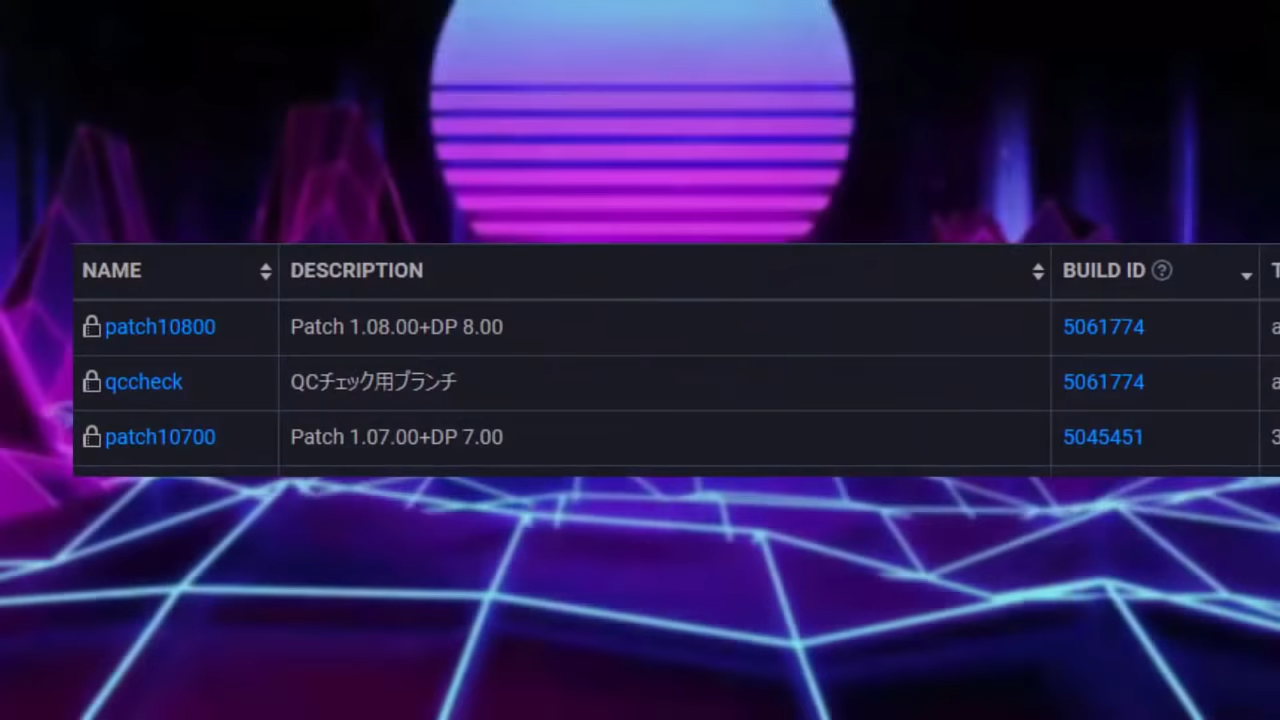 NAME DESCRIPTION BUILD ID ?
patch10800 Patch 1.08.00+DP 8.00 5061774
qccheck QCチェック用ブランチ 5061774
patch10700 Patch 1.07.00+DP 7.00 5045451